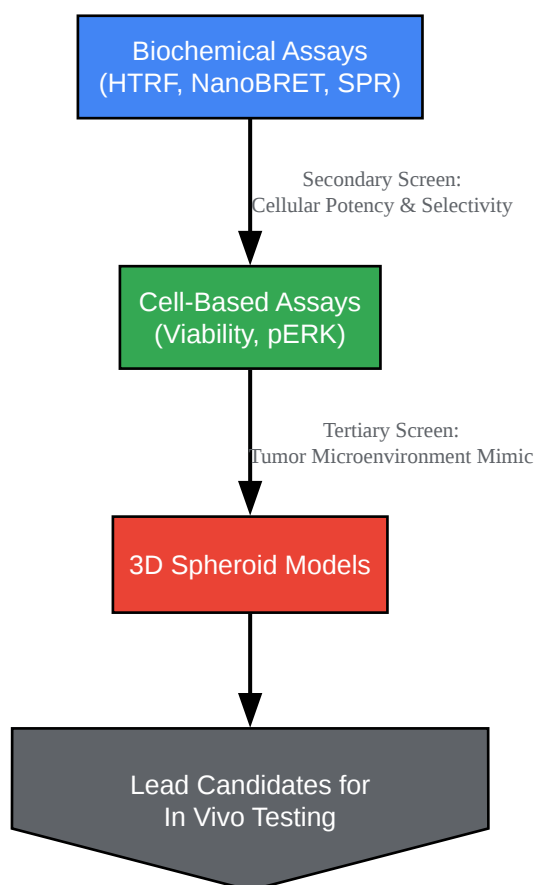 Biochemical Assays
(HTRF, NanoBRET, SPR)
Secondary Screen:
Cellular Potency & Selectivity
Cell-Based Assays
(Viability, pERK)
Tertiary Screen:
Tumor Microenvironment Mimic
3D Spheroid Models
Lead Candidates for
In Vivo Testing